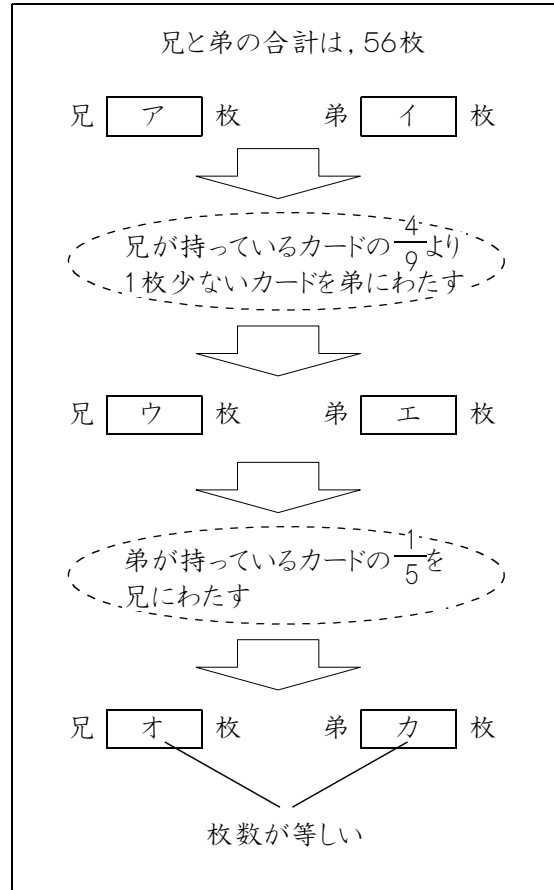 兄と弟の合計は，56枚
兄 ア 枚 弟 イ 枚
兄が持っているカードの 4/9 より
1枚少ないカードを弟にわたす
兄 ウ 枚 弟 エ 枚
弟が持っているカードの 1/5 を
兄にわたす
兄 オ 枚 弟 カ 枚
枚数が等しい